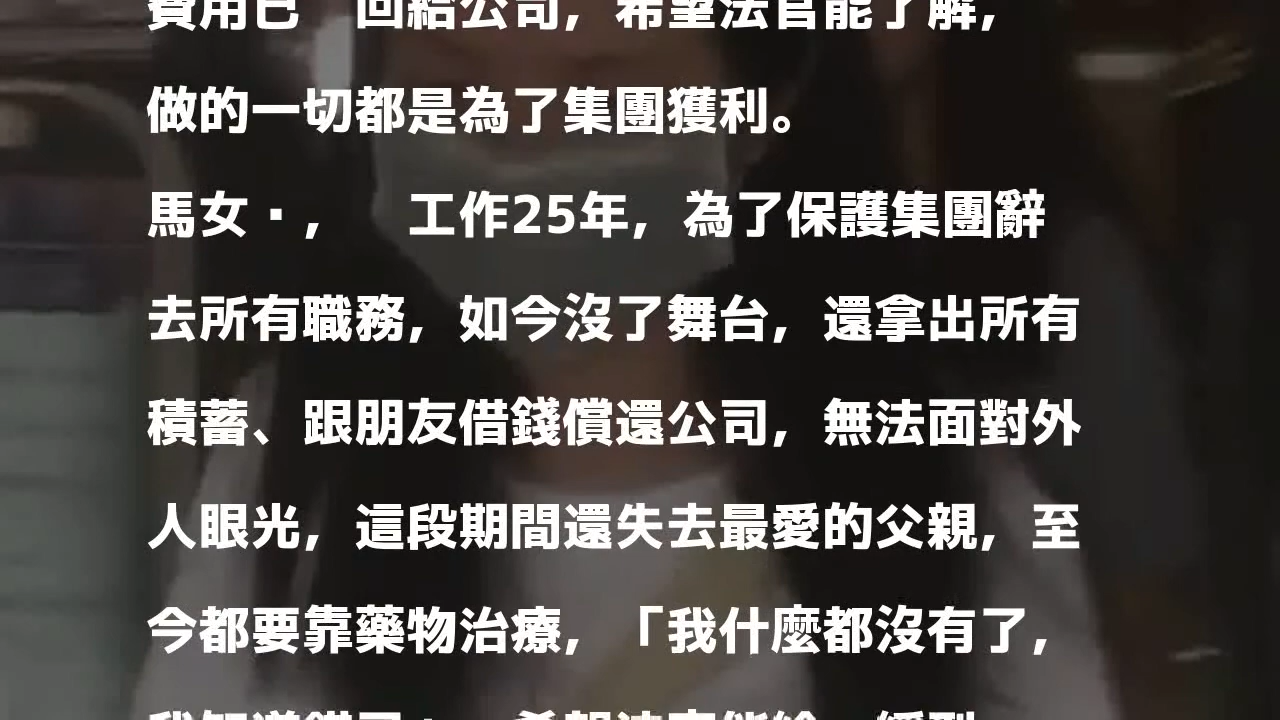 費用已 回給公司，希望法官能了解，
做的一切都是為了集團獲利。
馬女·， 工作25年，為了保護集團辭
去所有職務，如今沒了舞台，還拿出所有
積蓄、跟朋友借錢償還公司，無法面對外
人眼光，這段期間還失去最愛的父親，至
今都要靠藥物治療，「我什麼都沒有了，